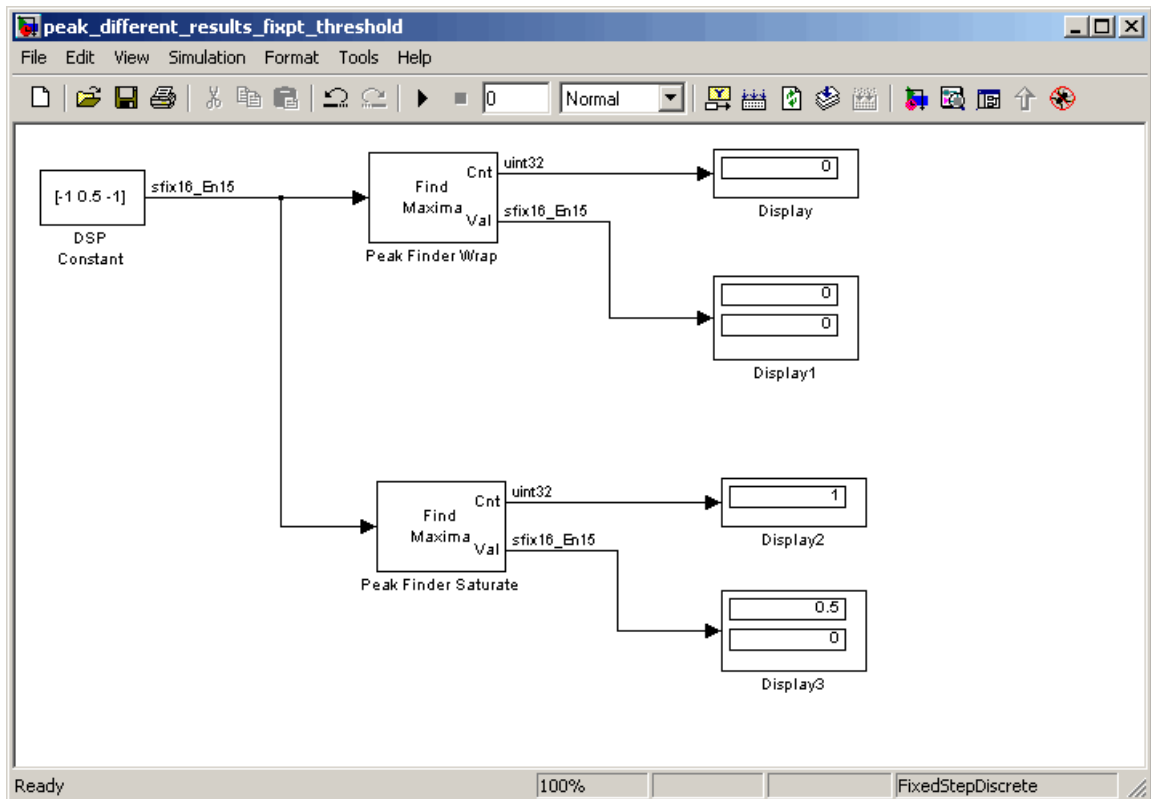 peak_different_results_fixpt_threshold
File Edit View Simulation Format Tools Help
0 Normal
[-1 0.5 -1]
sfix16_En15
DSP
Constant
Find
Maxima
Cnt
Val
uint32
sfix16_En15
Peak Finder Wrap
0
Display
0
0
Display1
Find
Maxima
Cnt
Val
uint32
sfix16_En15
Peak Finder Saturate
1
Display2
0.5
0
Display3
Ready 100% FixedStepDiscrete